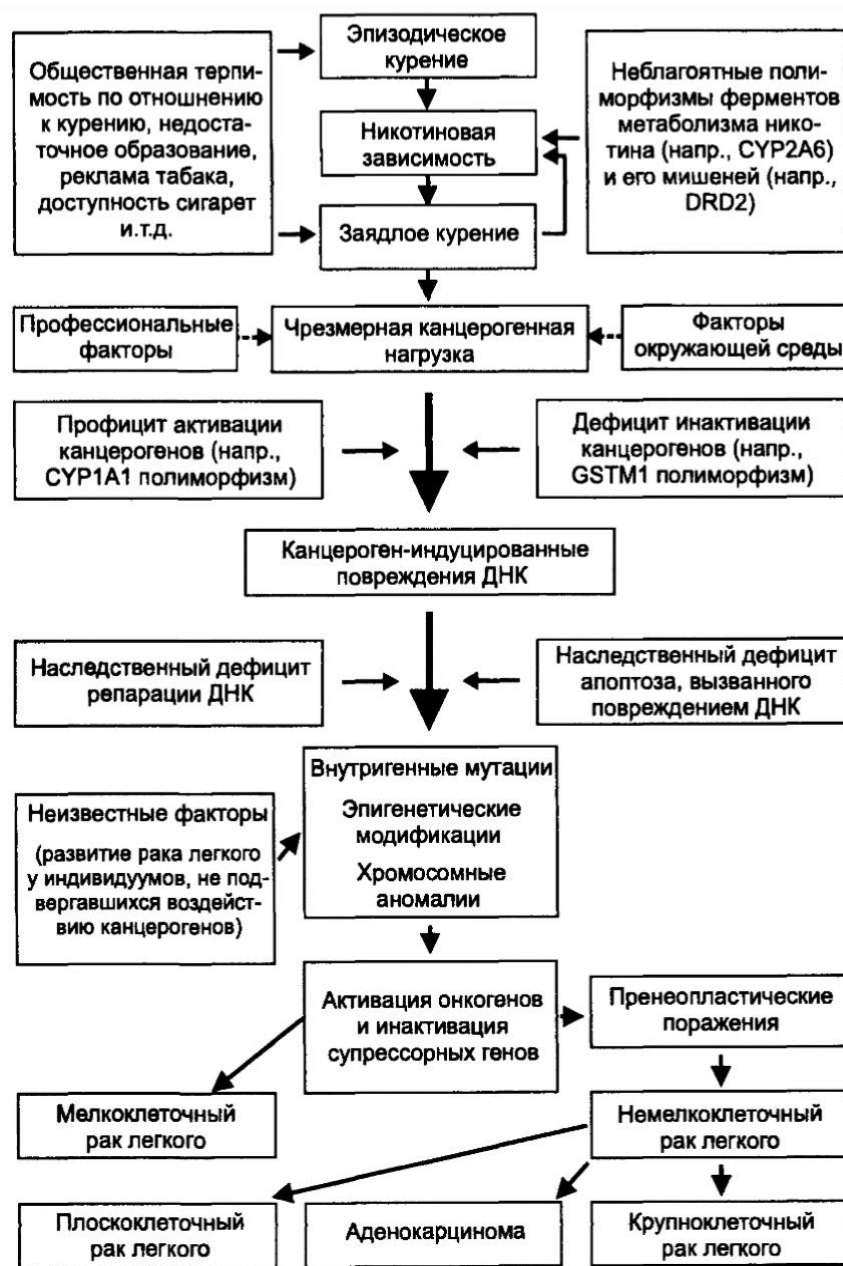 Эпизодическое
курение
Общественная терпи-
мость по отношнению
к курению, недоста-
точное образование,
реклама табака,
доступность сигарет
и.т.д.
Неблагоятные поли-
морфизмы ферментов
метаболизма нико-
тина (напр., CYP2A6)
и его мишеней (напр.,
DRD2)
Никотиновая
зависимость
Заядлое курение
Профессиональные
факторы
Чрезмерная канцерогенная
нагрузка
Факторы
окружающей среды
Профицит активации
канцерогенов (напр.,
CYP1A1 полиморфизм)
Дефицит инактивации
канцерогенов (напр.,
GSTM1 полиморфизм)
Канцероген-индуцированные
повреждения ДНК
Наследственный дефицит
репарации ДНК
Наследственный дефицит
апоптоза, вызванного
повреждением ДНК
Внутригенные мутации
Эпигенетические
модификации
Хромосомные
аномалии
Неизвестные факторы
(развитие рака легкого
у индивидуумов, не под-
вергавшихся воздейст-
вию канцерогенов)
Активация онкогенов
и инактивация
супрессорных генов
Пренеопластические
поражения
Мелкоклеточный
рак легкого
Немелкоклеточный
рак легкого
Плоскоклеточный
рак легкого
Аденокарцинома
Крупноклеточный
рак легкого